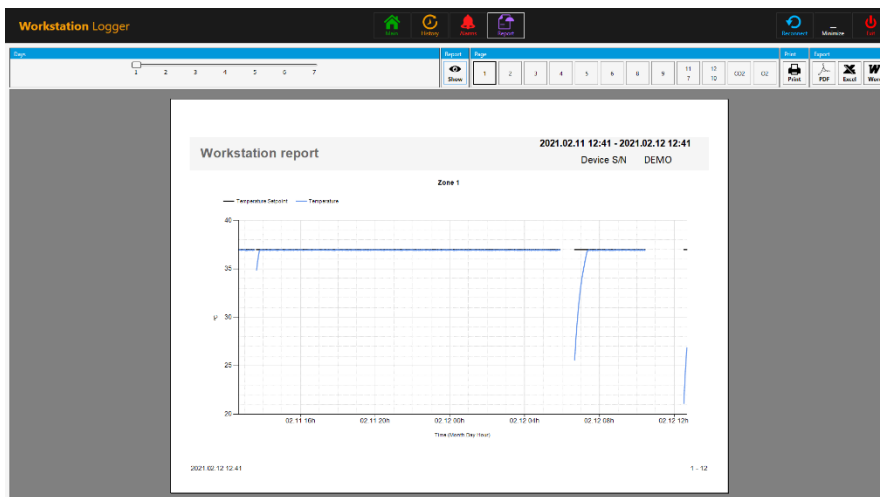 Workstation Logger
Main
History
Alarms
Report
Reconnect
Minimize
Exit
Days
1 2 3 4 5 6 7
Report
Show
Page
1 2 3 4 5 6 8 9 11 7 12 10 CO2 O2
Print
Print
Export
PDF Excel Word
Workstation report
2021.02.11 12:41 - 2021.02.12 12:41
Device S/N DEMO
Zone 1
Temperature Setpoint Temperature
40
35
°C
30
25
20
02.11 16h 02.11 20h 02.12 00h 02.12 04h 02.12 08h 02.12 12h
Time (Month Day Hour)
2021.02.12 12:41
1 - 12